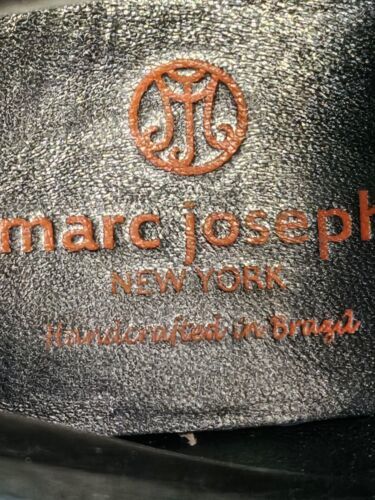 marc joseph
NEW YORK
Handcrafted in Brazil